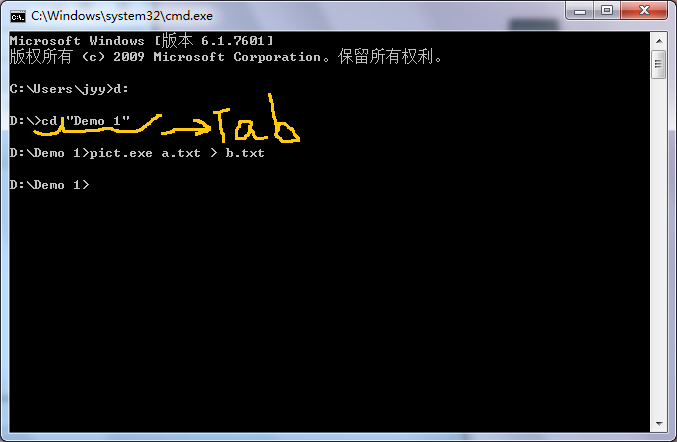 C:\Windows\system32\cmd.exe
Microsoft Windows [版本 6.1.7601]
版权所有 (c) 2009 Microsoft Corporation。保留所有权利。
C:\Users\jyy>d:
D:\>cd "Demo 1" Tab
D:\Demo 1>pict.exe a.txt > b.txt
D:\Demo 1>